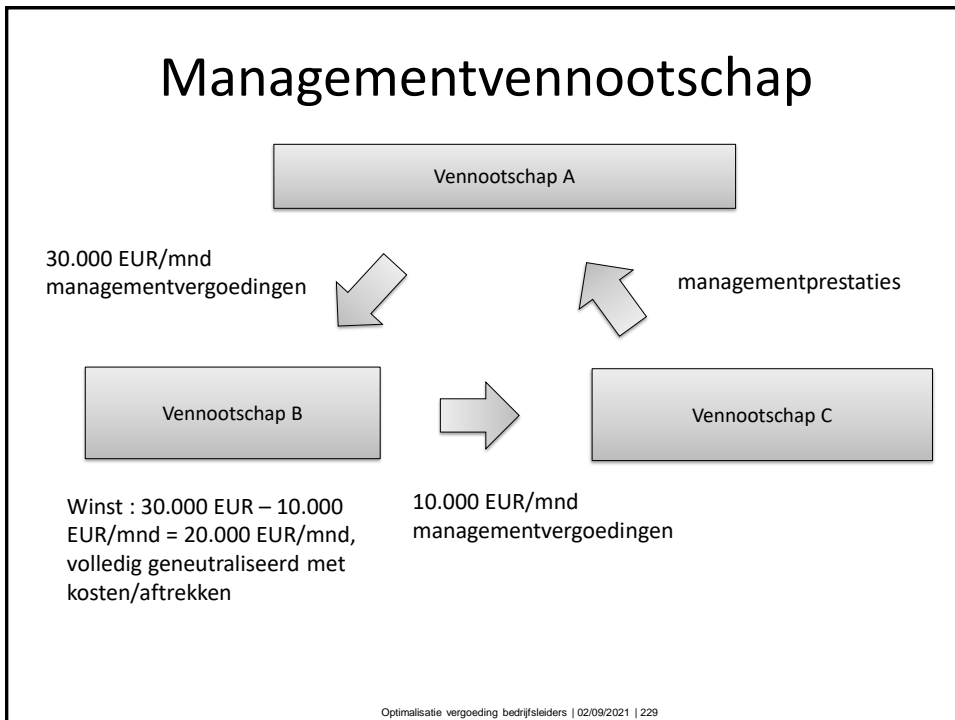 Managementvennootschap
Vennootschap A
30.000 EUR/mnd
managementvergoedingen
managementprestaties
Vennootschap B
Vennootschap C
Winst : 30.000 EUR – 10.000
EUR/mnd = 20.000 EUR/mnd,
volledig geneutraliseerd met
kosten/aftrekken
10.000 EUR/mnd
managementvergoedingen
Optimalisatie vergoeding bedrijfsleiders | 02/09/2021 | 229